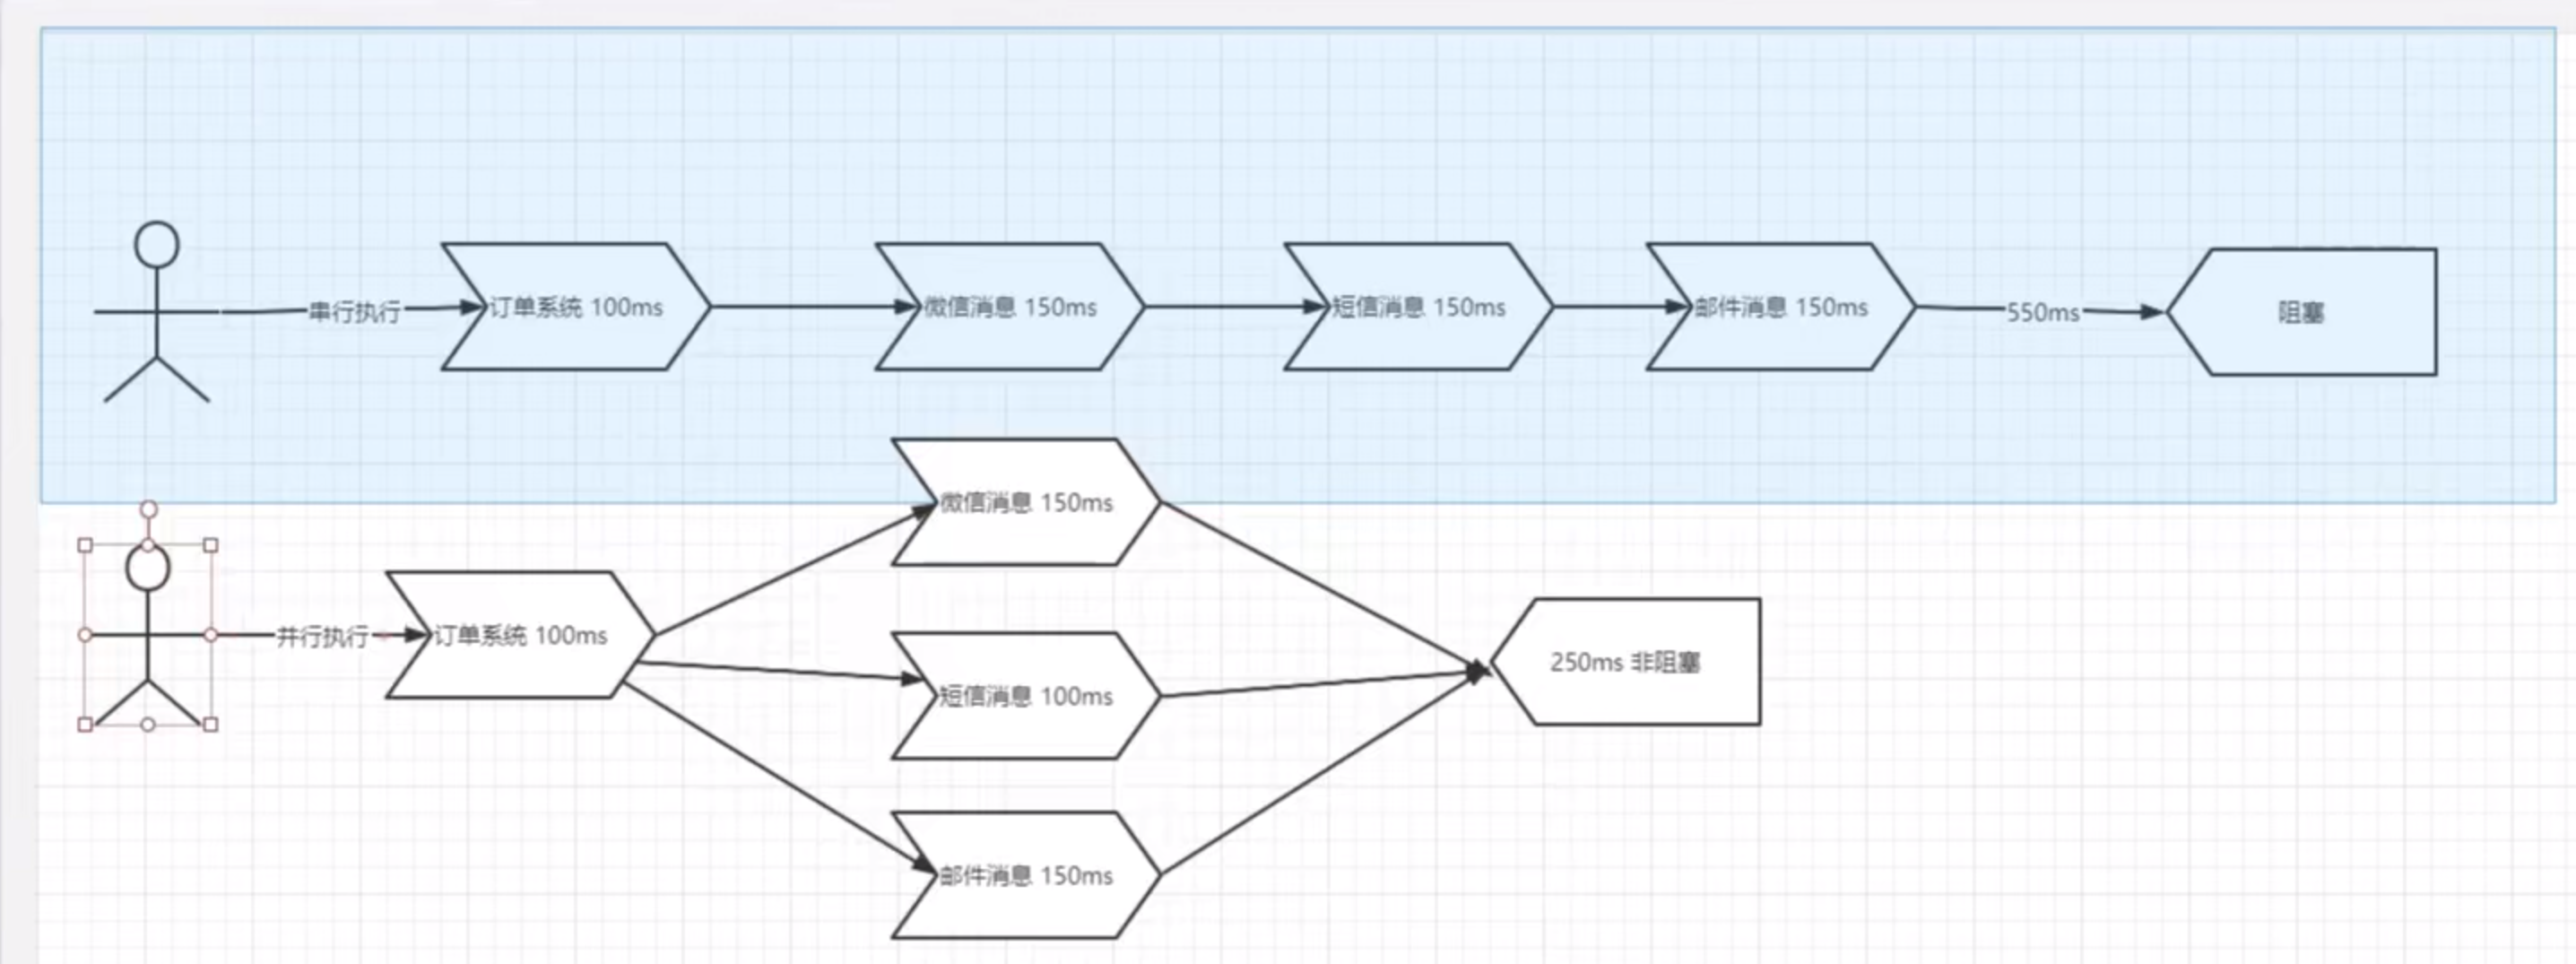 串行执行
订单系统 100ms
微信消息 150ms
短信消息 150ms
邮件消息 150ms
550ms
阻塞
微信消息 150ms
并行执行
订单系统 100ms
短信消息 100ms
250ms 非阻塞
邮件消息 150ms